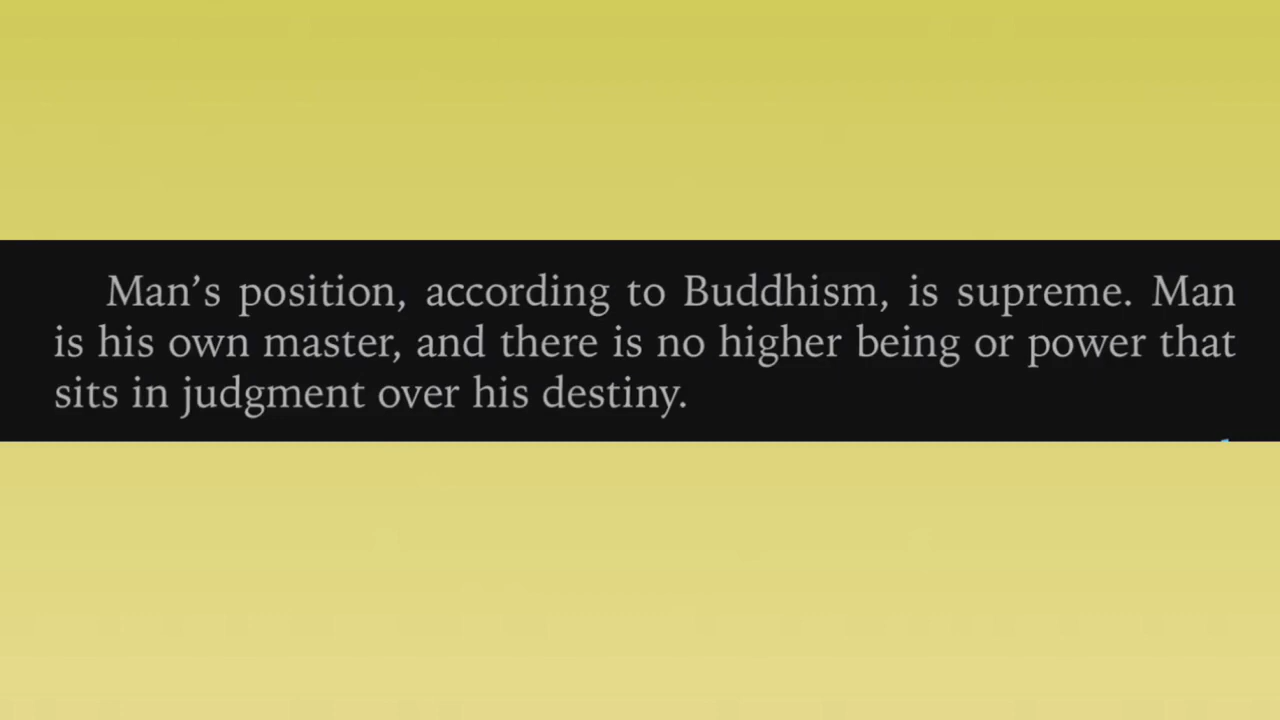 Man’s position, according to Buddhism, is supreme. Man
is his own master, and there is no higher being or power that
sits in judgment over his destiny.